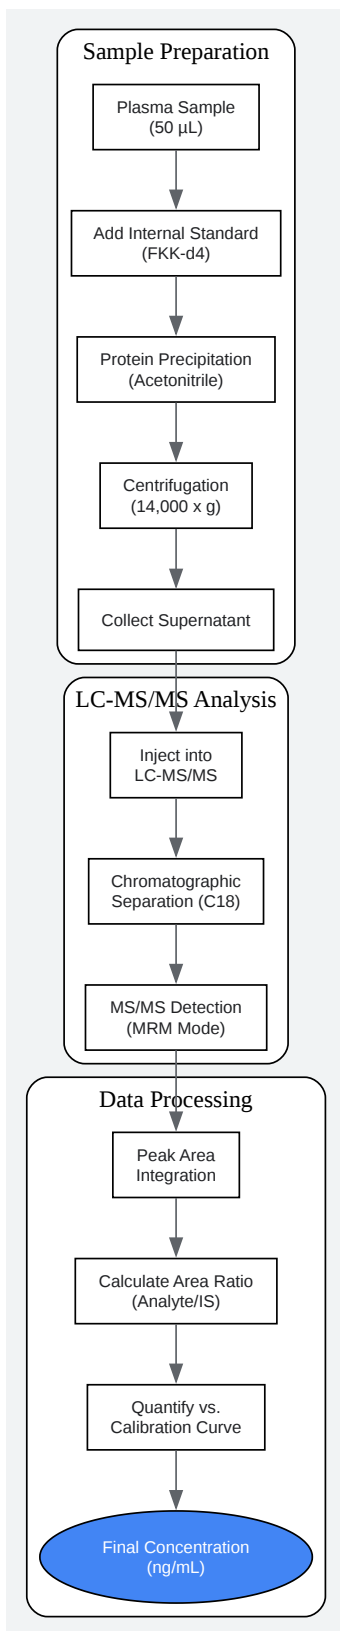 Sample Preparation
Plasma Sample
(50 µL)
Add Internal Standard
(FKK-d4)
Protein Precipitation
(Acetonitrile)
Centrifugation
(14,000 x g)
Collect Supernatant
LC-MS/MS Analysis
Inject into
LC-MS/MS
Chromatographic
Separation (C18)
MS/MS Detection
(MRM Mode)
Data Processing
Peak Area
Integration
Calculate Area Ratio
(Analyte/IS)
Quantify vs.
Calibration Curve
Final Concentration
(ng/mL)